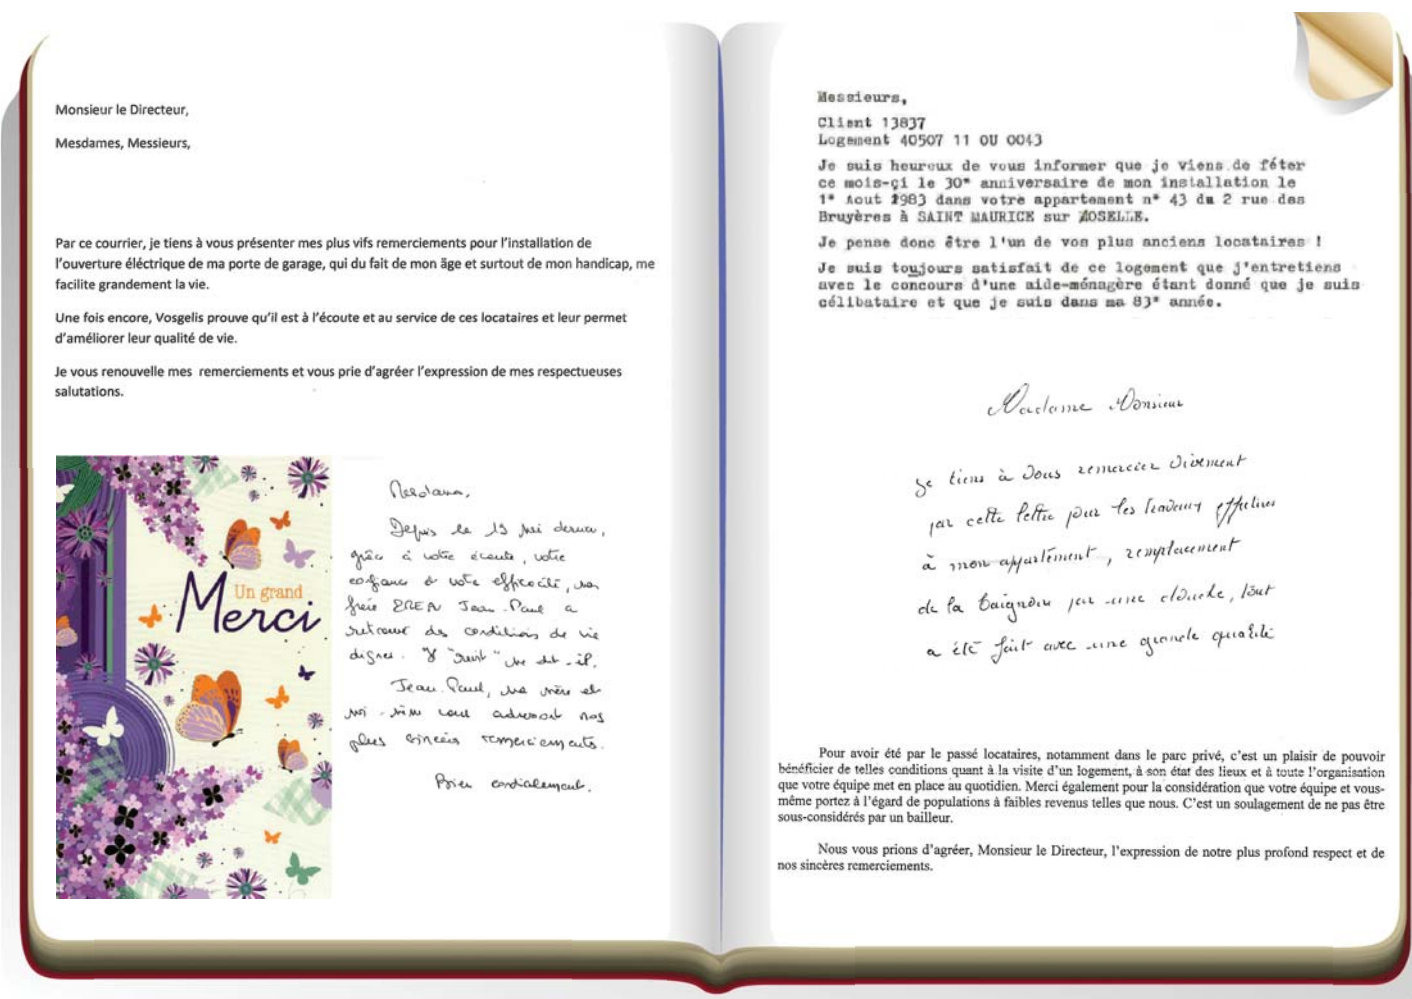 Monsieur le Directeur,
Mesdames, Messieurs,
Par ce courrier, je tiens à vous présenter mes plus vifs remerciements pour l'installation de
l'ouverture éléctrique de ma porte de garage, qui du fait de mon äge et surtout de mon handicap, me
facilite grandement la vie.
Une fois encore, Vosgelis prouve qu'il est à l'écoute et au service de ces locataires et leur permet
d'améliorer leur qualité de vie.
Je vous renouvelle mes remerciements et vous prie d'agréer l'expression de mes respectueuses
salutations.
Un grand
Merci
Madame,
Depuis le 19 mai dernier,
grâce à votre écoute, votre
confiance & votre efficacité, mon
frère Jean-Paul a
retrouvé des conditions de vie
dignes. Il "revit" me dit-il.
Jean-Paul, ma mère et
moi-même vous adressons nos
plus sincères remerciements.
Bien cordialement.
Messieurs,
Client 13837
Logement 40507 11 OU 0043
Je suis heureux de vous informer que je viens de féter
ce mois-çi le 30* anniversaire de mon installation le
1* Aout 1983 dans votre appartement n* 43 du 2 rue des
Bruyères à SAINT MAURICE sur MOSELLE.
Je pense donc être l'un de vos plus anciens locataires !
Je suis toujours satisfait de ce logement que j'entretiens
avec le concours d'une aide-ménagère étant donné que je suis
célibataire et que je suis dans ma 83* année.
Madame Monsieur
Je tiens à vous remercier vivement
par cette lettre pour les travaux effectués
à mon appartement, remplacement
de la baignoire par une douche, tout
a été fait avec une grande qualité
Pour avoir été par le passé locataires, notamment dans le parc privé, c'est un plaisir de pouvoir
bénéficier de telles conditions quant à la visite d'un logement, à son état des lieux et à toute l'organisation
que votre équipe met en place au quotidien. Merci également pour la considération que votre équipe et vous-
même portez à l'égard de populations à faibles revenus telles que nous. C'est un soulagement de ne pas être
sous-considérés par un bailleur.
Nous vous prions d'agréer, Monsieur le Directeur, l'expression de notre plus profond respect et de
nos sincères remerciements.